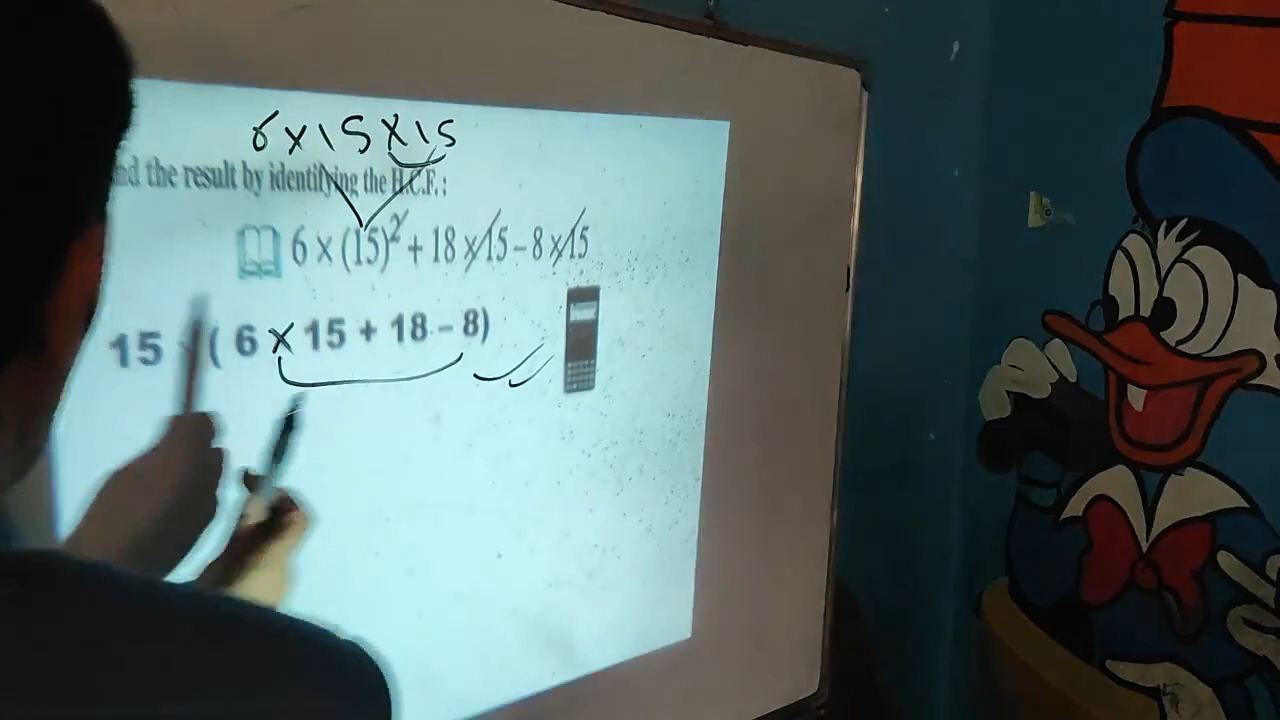 6 x 15 x 15
nd the result by identifying the H.C.F. :
6 × (15)² + 18 × 15 – 8 × 15
15 ( 6 × 15 + 18 – 8)